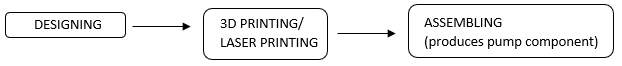 DESIGNING
3D PRINTING/
LASER PRINTING
ASSEMBLING
(produces pump component)